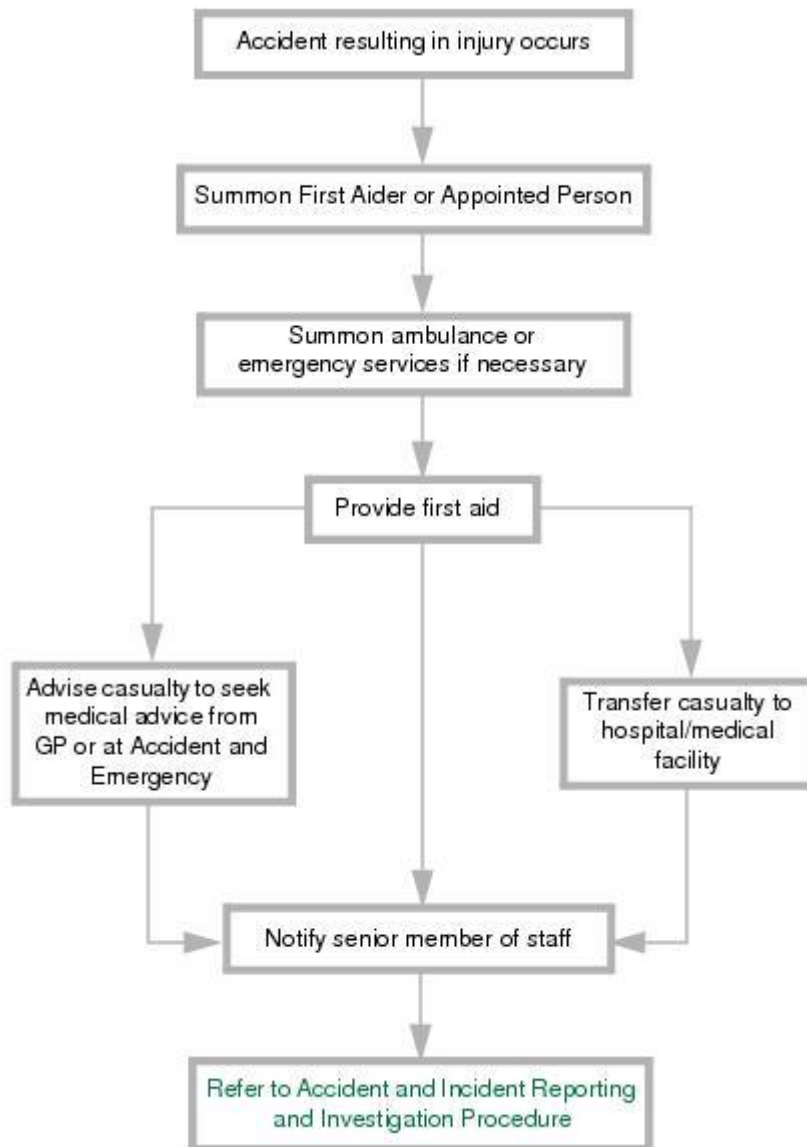 Accident resulting in injury occurs
Summon First Aider or Appointed Person
Summon ambulance or
emergency services if necessary
Provide first aid
Advise casualty to seek
medical advice from
GP or at Accident and
Emergency
Transfer casualty to
hospital/medical
facility
Notify senior member of staff
Refer to Accident and Incident Reporting
and Investigation Procedure